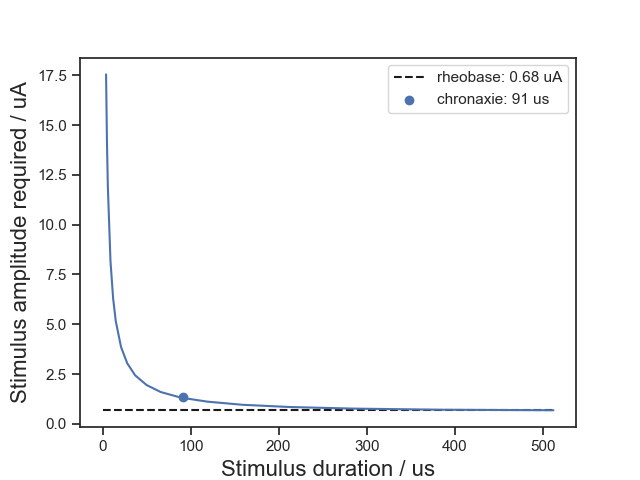 rheobase: 0.68 uA
chronaxie: 91 us
Stimulus amplitude required / uA
17.5
15.0
12.5
10.0
7.5
5.0
2.5
0.0
0 100 200 300 400 500
Stimulus duration / us